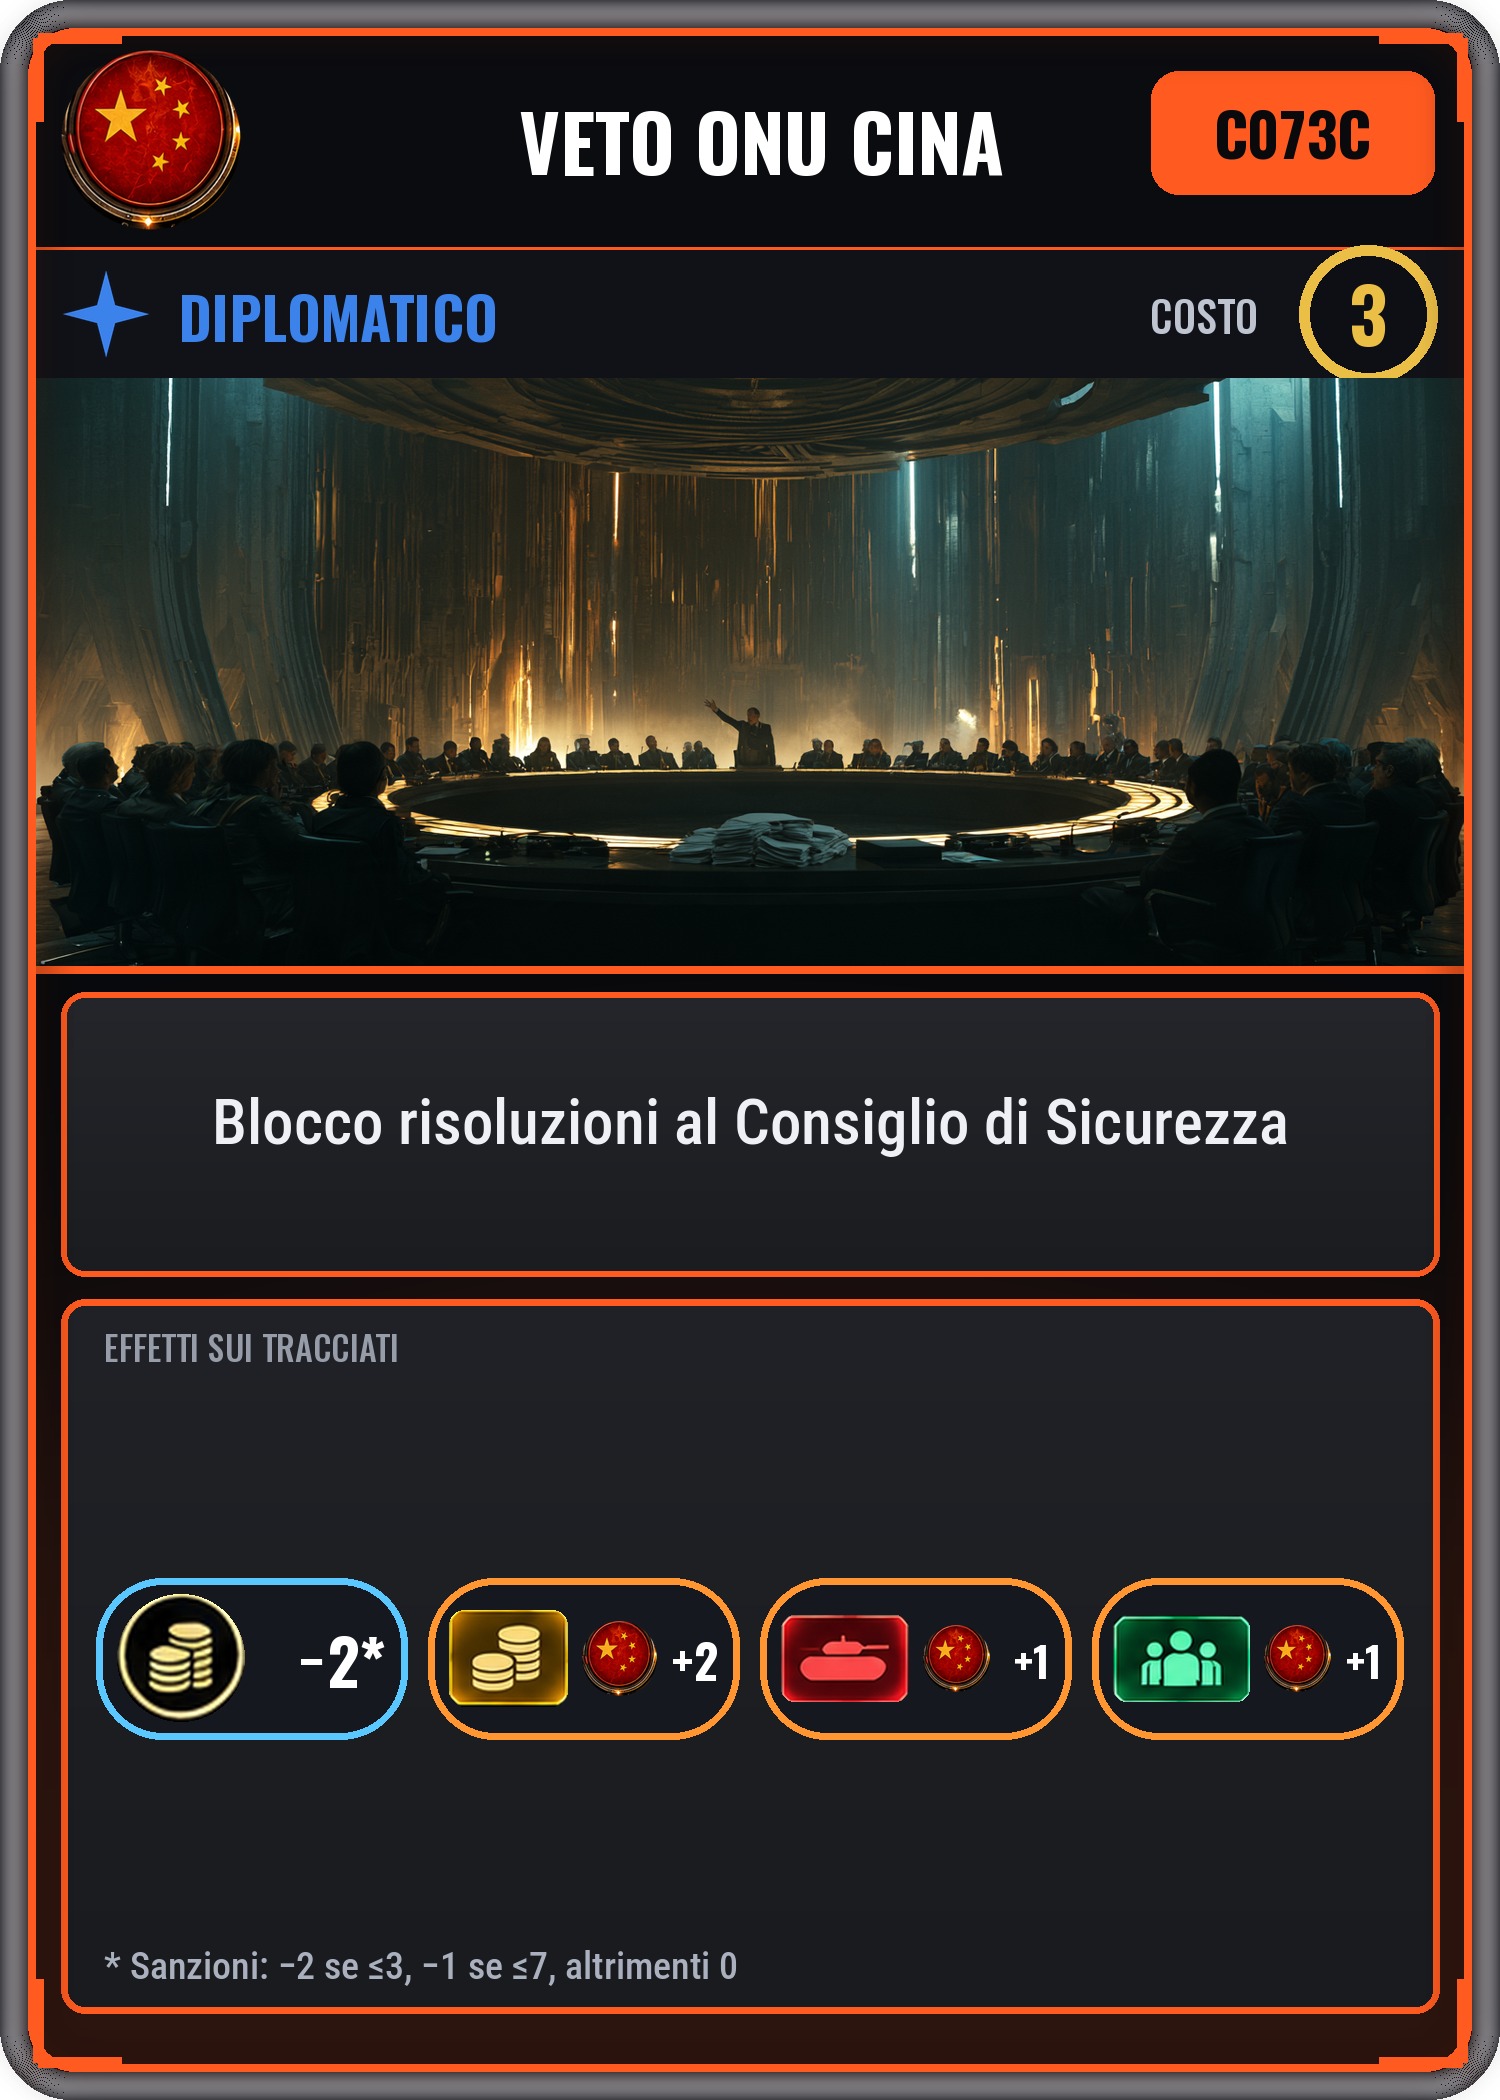 VETO ONU CINA
C073C
DIPLOMATICO
COSTO
3
Blocco risoluzioni al Consiglio di Sicurezza
EFFETTI SUI TRACCIATI
−2*
+2
+1
+1
* Sanzioni: −2 se ≤3, −1 se ≤7, altrimenti 0